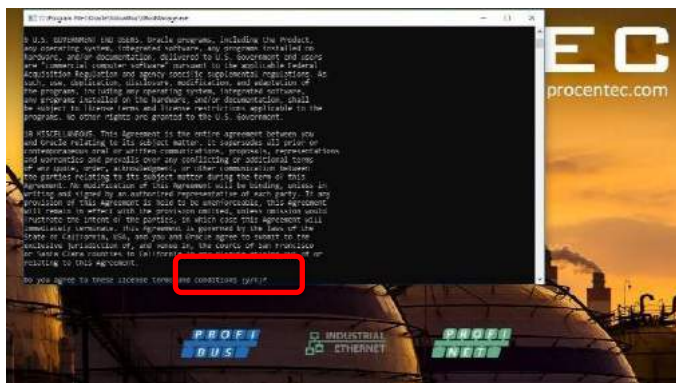 E C
procentec.com
9 U.S. GOVERNMENT END USERS. Oracle programs, including the Product,
any operating system, integrated software, any programs installed on
hardware, and/or documentation, delivered to U.S. Government end users
are "commercial computer software" pursuant to the applicable Federal
Acquisition Regulation and agency specific supplemental regulations. As
such, use, duplication, disclosure, modification, and adaptation of
the programs, including any operating system, integrated software,
any programs installed on the hardware, and/or documentation, shall
be subject to license terms and license restrictions applicable to the
programs. No other rights are granted to the U.S. Government.
10 MISCELLANEOUS. This Agreement is the entire agreement between you
and Oracle relating to its subject matter. It supersedes all prior or
contemporaneous oral or written communications, proposals, representations
and warranties and prevails over any conflicting or additional terms
of any quote, order, acknowledgment, or other communication between
the parties relating to its subject matter during the term of this
Agreement. No modification of this Agreement will be binding, unless in
writing and signed by an authorized representative of each party. If any
provision of this Agreement is held to be unenforceable, this Agreement
will remain in effect with the provision omitted, unless omission would
frustrate the intent of the parties, in which case this Agreement will
immediately terminate. This Agreement is governed by the laws of the
State of California, USA, and you and Oracle agree to submit to the
exclusive jurisdiction of, and venue in, the courts of San Francisco
or Santa Clara counties in California in any dispute arising out of or
relating to this Agreement.
Do you agree to these license terms and conditions (y/n)?
PROFI
BUS
INDUSTRIAL
ETHERNET
PROFI
NET